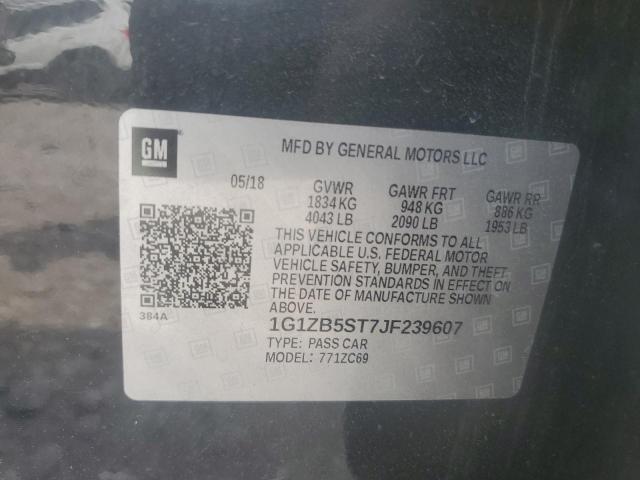 GM
MFD BY GENERAL MOTORS LLC
05/18 GVWR GAWR FRT GAWR RR
1834 KG 948 KG 886 KG
4043 LB 2090 LB 1953 LB
THIS VEHICLE CONFORMS TO ALL
APPLICABLE U.S. FEDERAL MOTOR
VEHICLE SAFETY, BUMPER, AND THEFT
PREVENTION STANDARDS IN EFFECT ON
THE DATE OF MANUFACTURE SHOWN
ABOVE.
384A
1G1ZB5ST7JF239607
TYPE: PASS CAR
MODEL: 771ZC69